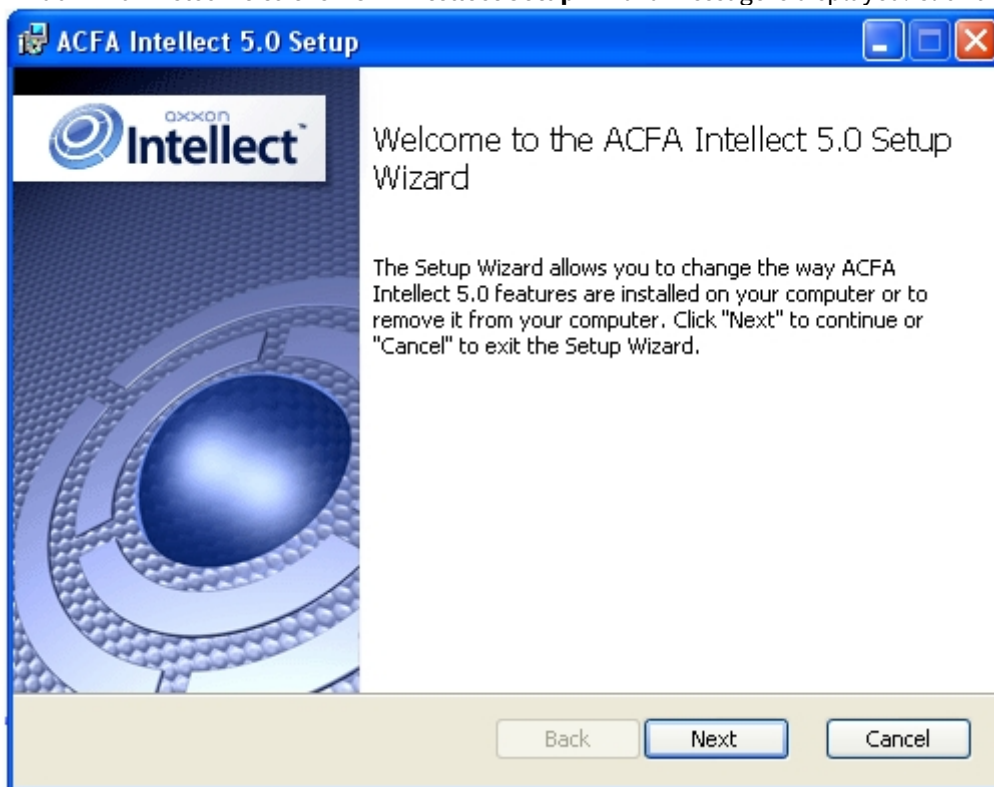 ACFA Intellect 5.0 Setup
axxon
Intellect™
Welcome to the ACFA Intellect 5.0 Setup
Wizard
The Setup Wizard allows you to change the way ACFA
Intellect 5.0 features are installed on your computer or to
remove it from your computer. Click "Next" to continue or
"Cancel" to exit the Setup Wizard.
Back Next Cancel